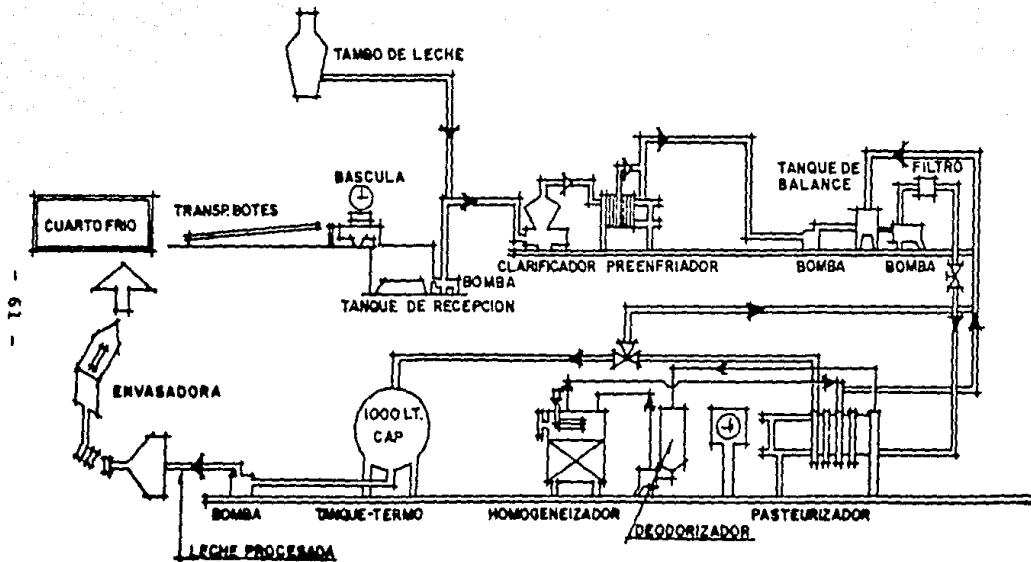 TAMBO DE LECHE
BASCULA
TANQUE DE
BALANCE
FILTRO
CUARTO FRIO
TRANSP. BOTES
CLARIFICADOR
PREENFRIADOR
BOMBA
BOMBA
BOMBA
TANQUE DE RECEPCION
- 61 -
ENVASADORA
1000 LT.
CAP
BOMBA
TANQUE-TERMO
HOMOGENEIZADOR
PASTEURIZADOR
DEODORIZADOR
LECHE PROCESADA